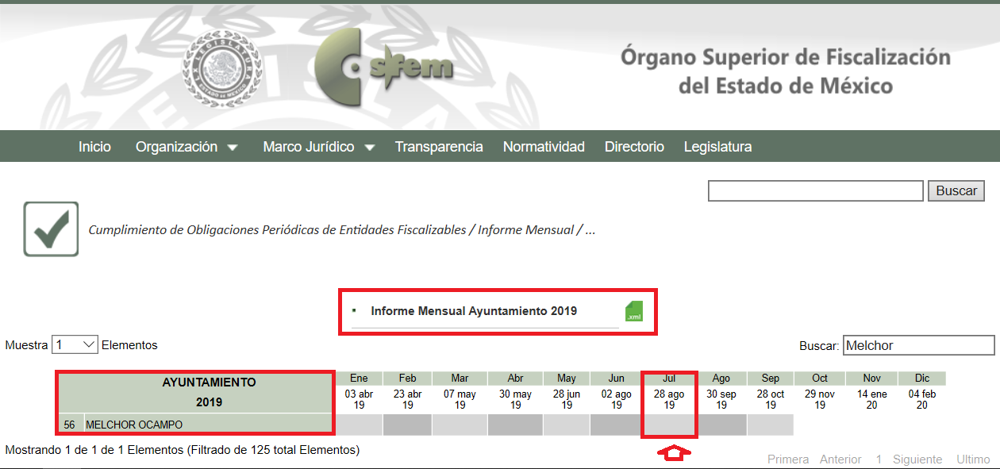 LX LEGISLATURA
ESTADO DE MÉXICO
osfem
Órgano Superior de Fiscalización
del Estado de México
Inicio Organización Marco Jurídico Transparencia Normatividad Directorio Legislatura
Buscar
Cumplimiento de Obligaciones Periódicas de Entidades Fiscalizables / Informe Mensual / ...
Informe Mensual Ayuntamiento 2019 .xml
Muestra 1 Elementos
Buscar: Melchor
AYUNTAMIENTO Ene Feb Mar Abr May Jun Jul Ago Sep Oct Nov Dic
2019 03 abr 23 abr 07 may 30 may 28 jun 02 ago 28 ago 30 sep 28 oct 29 nov 14 ene 04 feb
19 19 19 19 19 19 19 19 19 19 20 20
56 MELCHOR OCAMPO
Mostrando 1 de 1 de 1 Elementos (Filtrado de 125 total Elementos)
Primera Anterior 1 Siguiente Ultimo